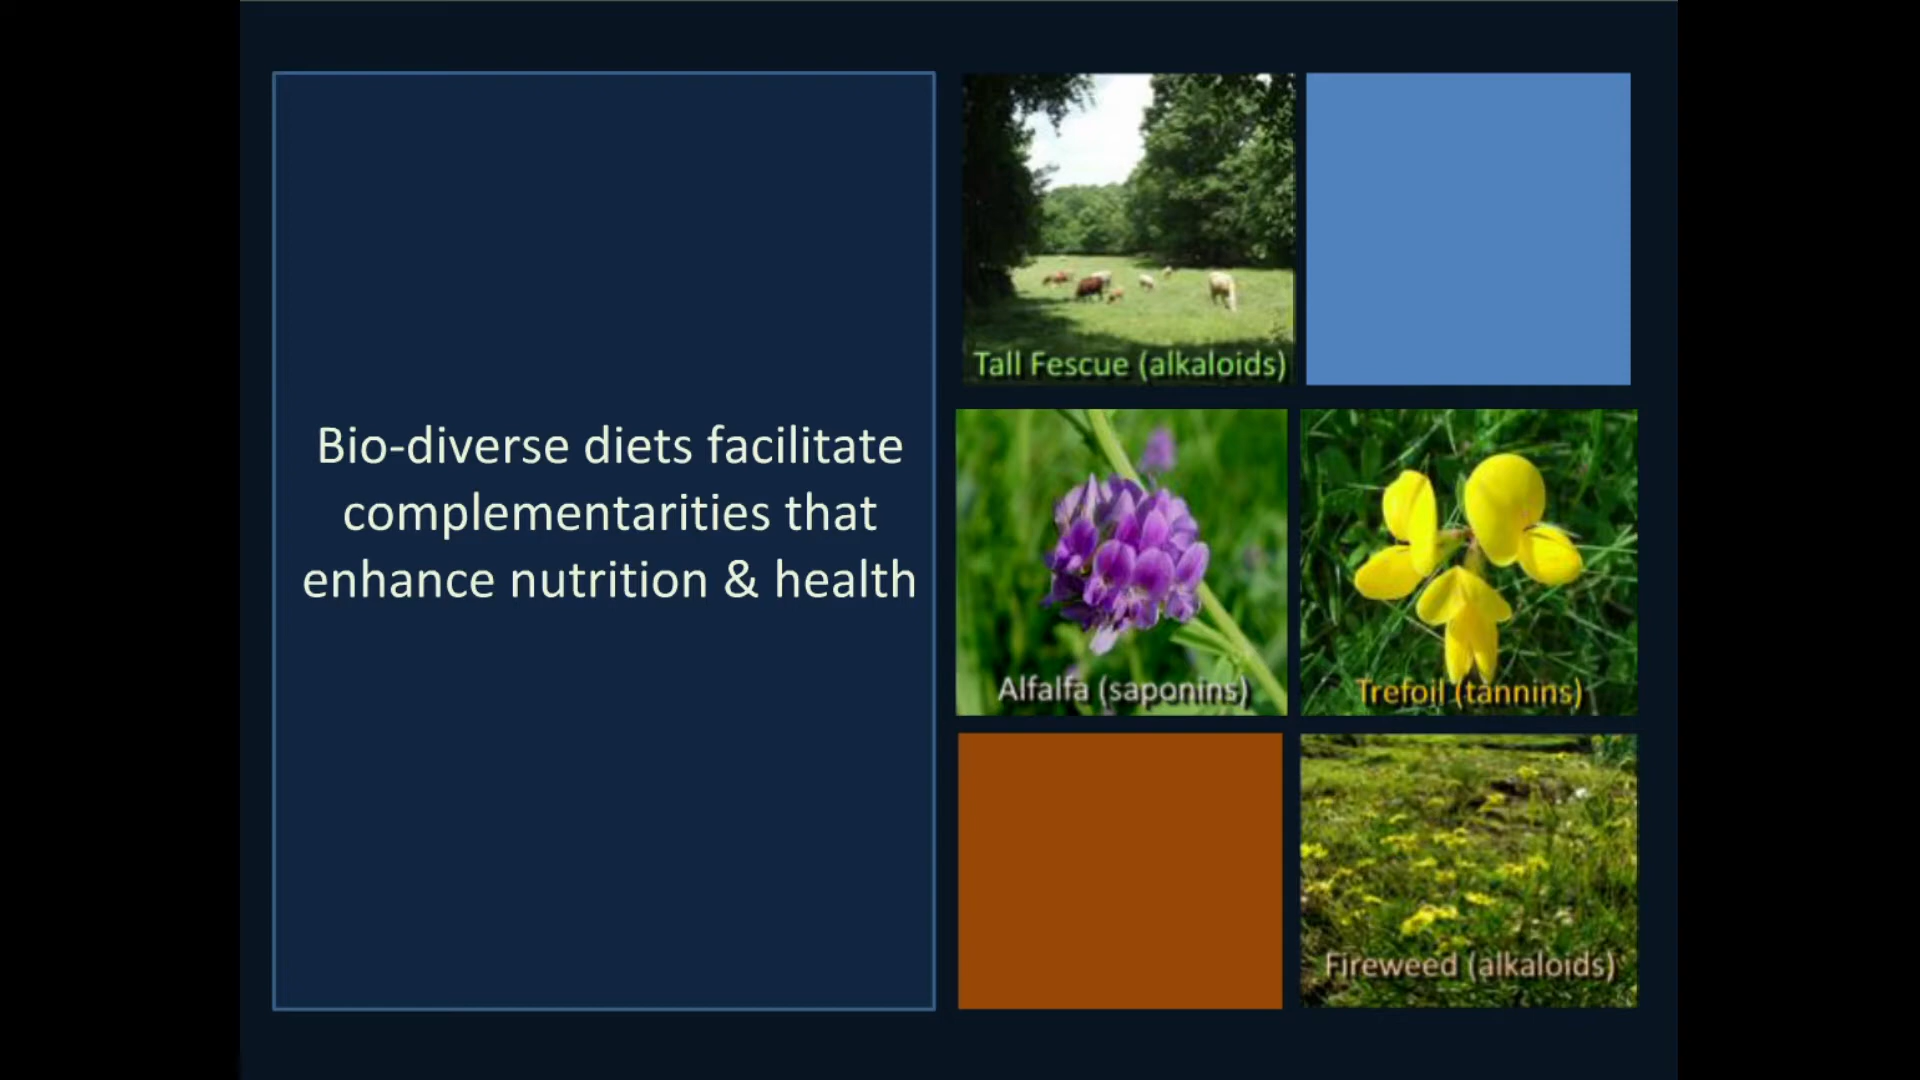 Bio-diverse diets facilitate
complementarities that
enhance nutrition & health
Tall Fescue (alkaloids)
Alfalfa (saponins)
Trefoil (tannins)
Fireweed (alkaloids)